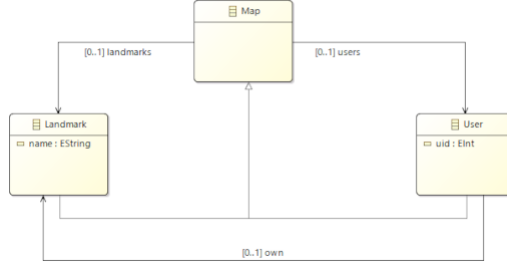 Map
[0..1] landmarks
[0..1] users
Landmark
name : EString
User
uid : EInt
[0..1] own